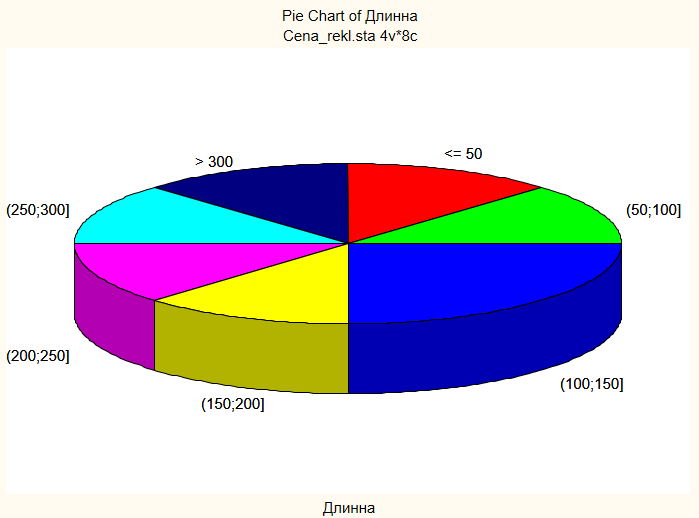 Pie Chart of Длинна
Cena_rekl.sta 4v*8c
<= 50
> 300
(250;300]
(50;100]
(200;250]
(100;150]
(150;200]
Длинна